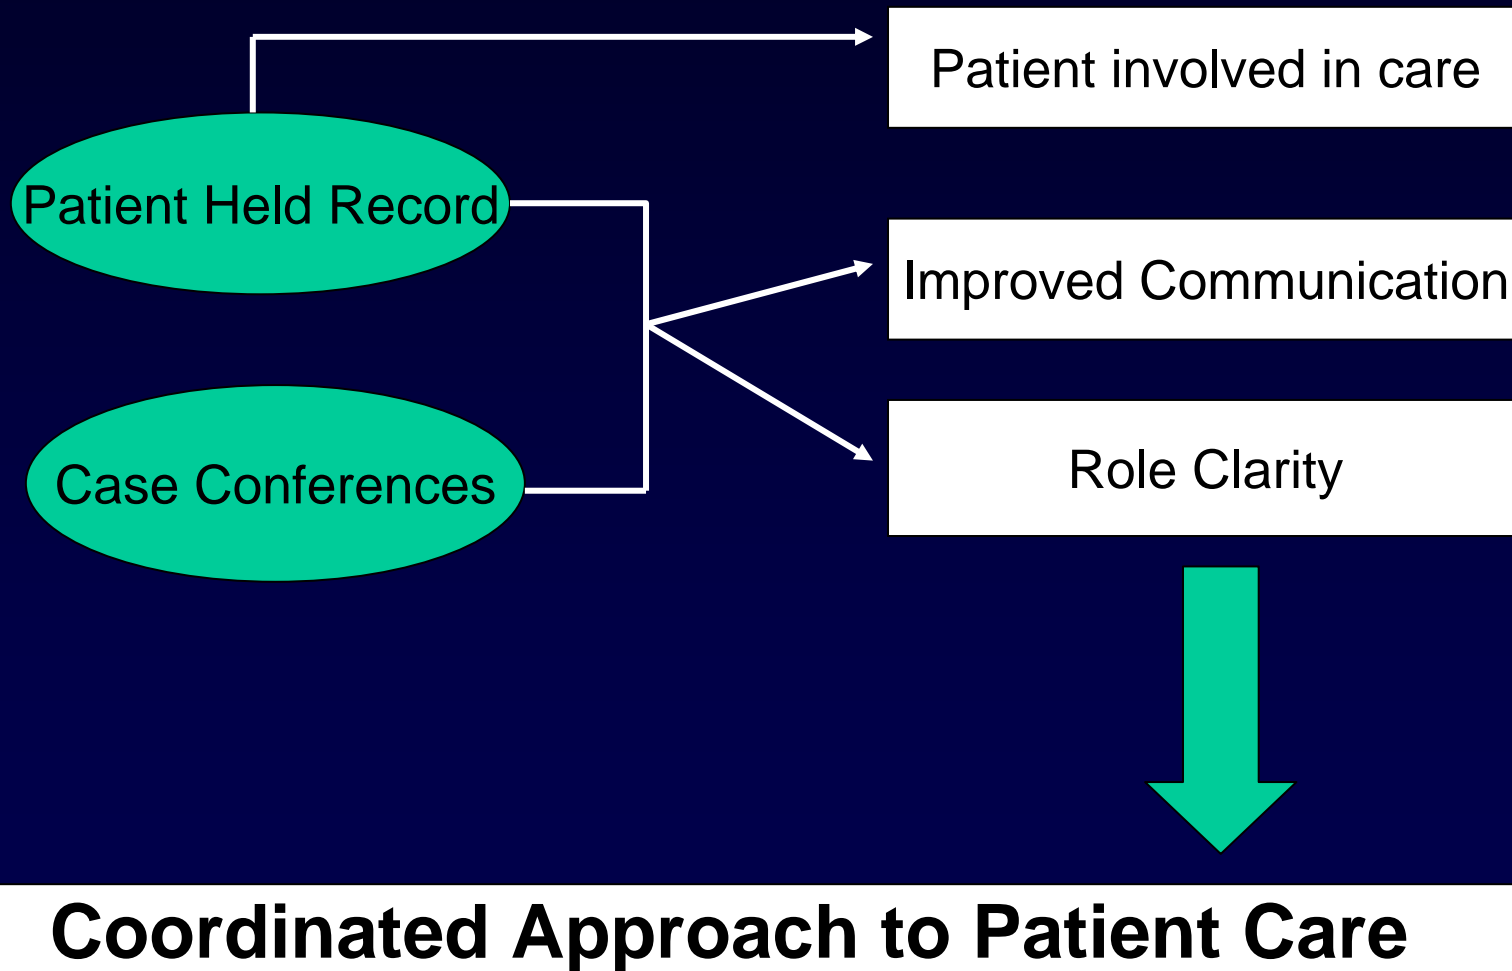 Patient involved in care
Patient Held Record
Improved Communication
Case Conferences
Role Clarity
Coordinated Approach to Patient Care